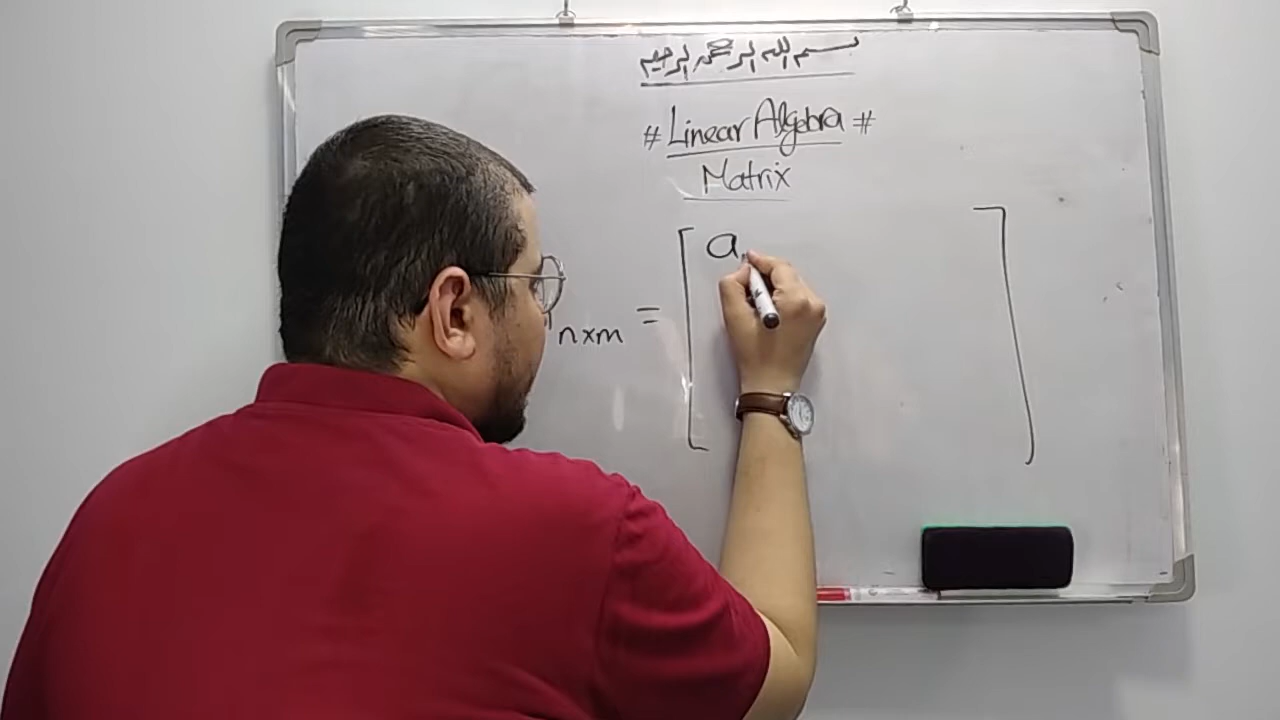 بسم الله الرحمن الرحيم
# Linear Algebra #
Matrix
n×m = [ a ]